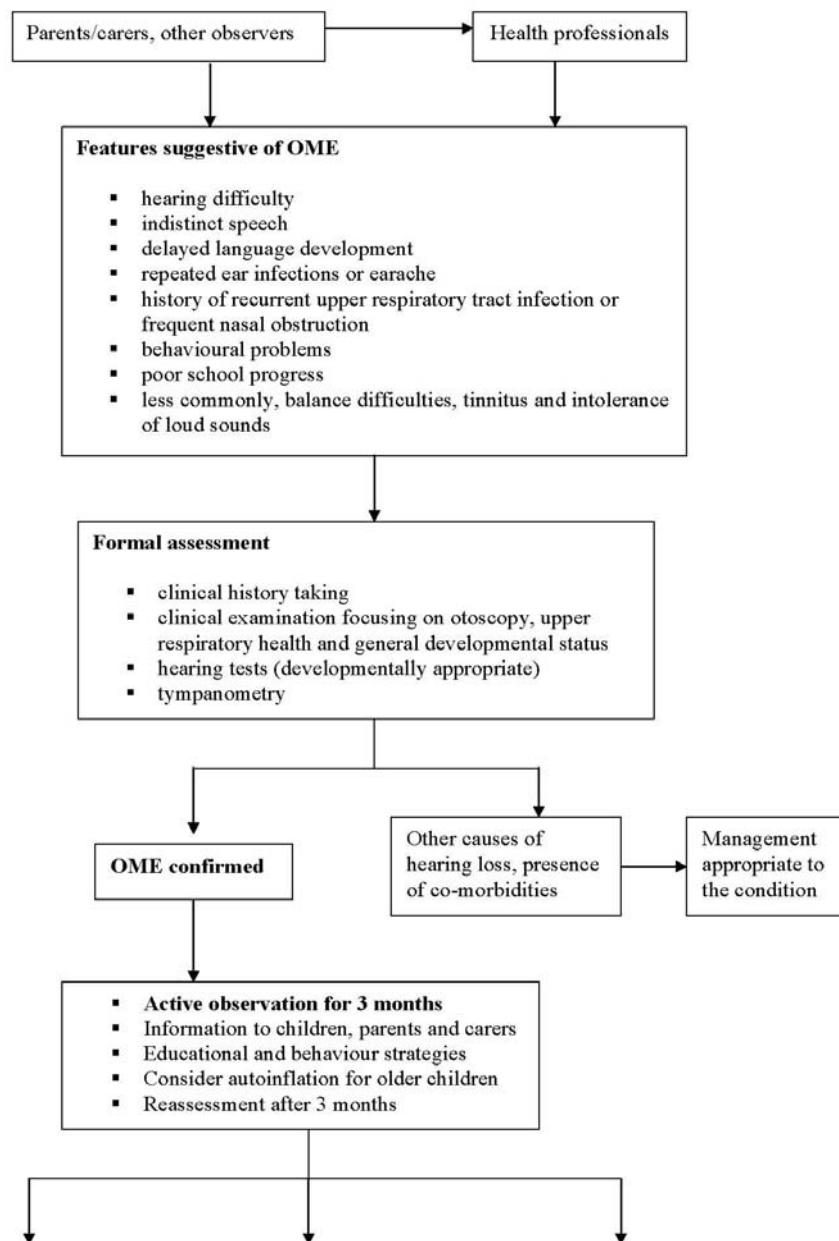 Parents/carers, other observers
Health professionals
Features suggestive of OME
▪ hearing difficulty
▪ indistinct speech
▪ delayed language development
▪ repeated ear infections or earache
▪ history of recurrent upper respiratory tract infection or
frequent nasal obstruction
▪ behavioural problems
▪ poor school progress
▪ less commonly, balance difficulties, tinnitus and intolerance
of loud sounds
Formal assessment
▪ clinical history taking
▪ clinical examination focusing on otoscopy, upper
respiratory health and general developmental status
▪ hearing tests (developmentally appropriate)
▪ tympanometry
OME confirmed
Other causes of
hearing loss, presence
of co-morbidities
Management
appropriate to
the condition
▪ Active observation for 3 months
▪ Information to children, parents and carers
▪ Educational and behaviour strategies
▪ Consider autoinflation for older children
▪ Reassessment after 3 months